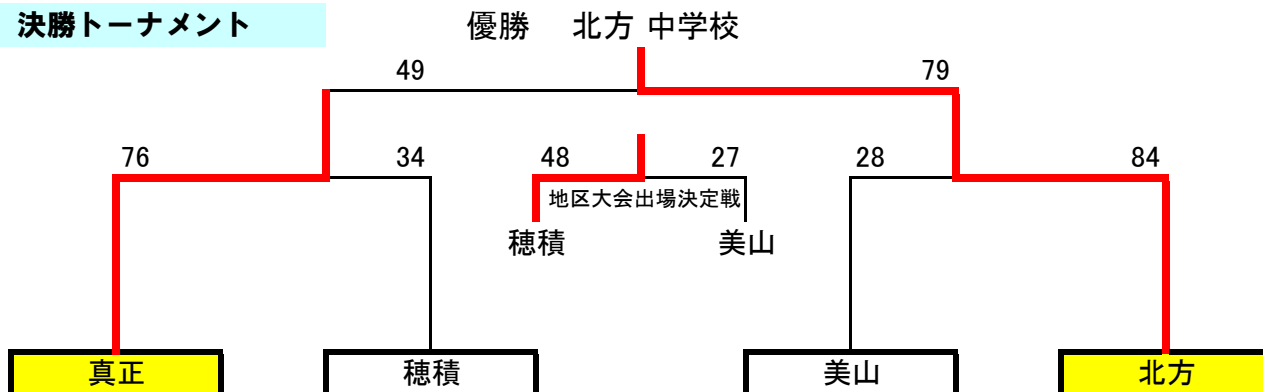 決勝トーナメント
優勝 北方 中学校
49 79
76 34 48 27 28 84
地区大会出場決定戦
穂積 美山
真正 穂積 美山 北方